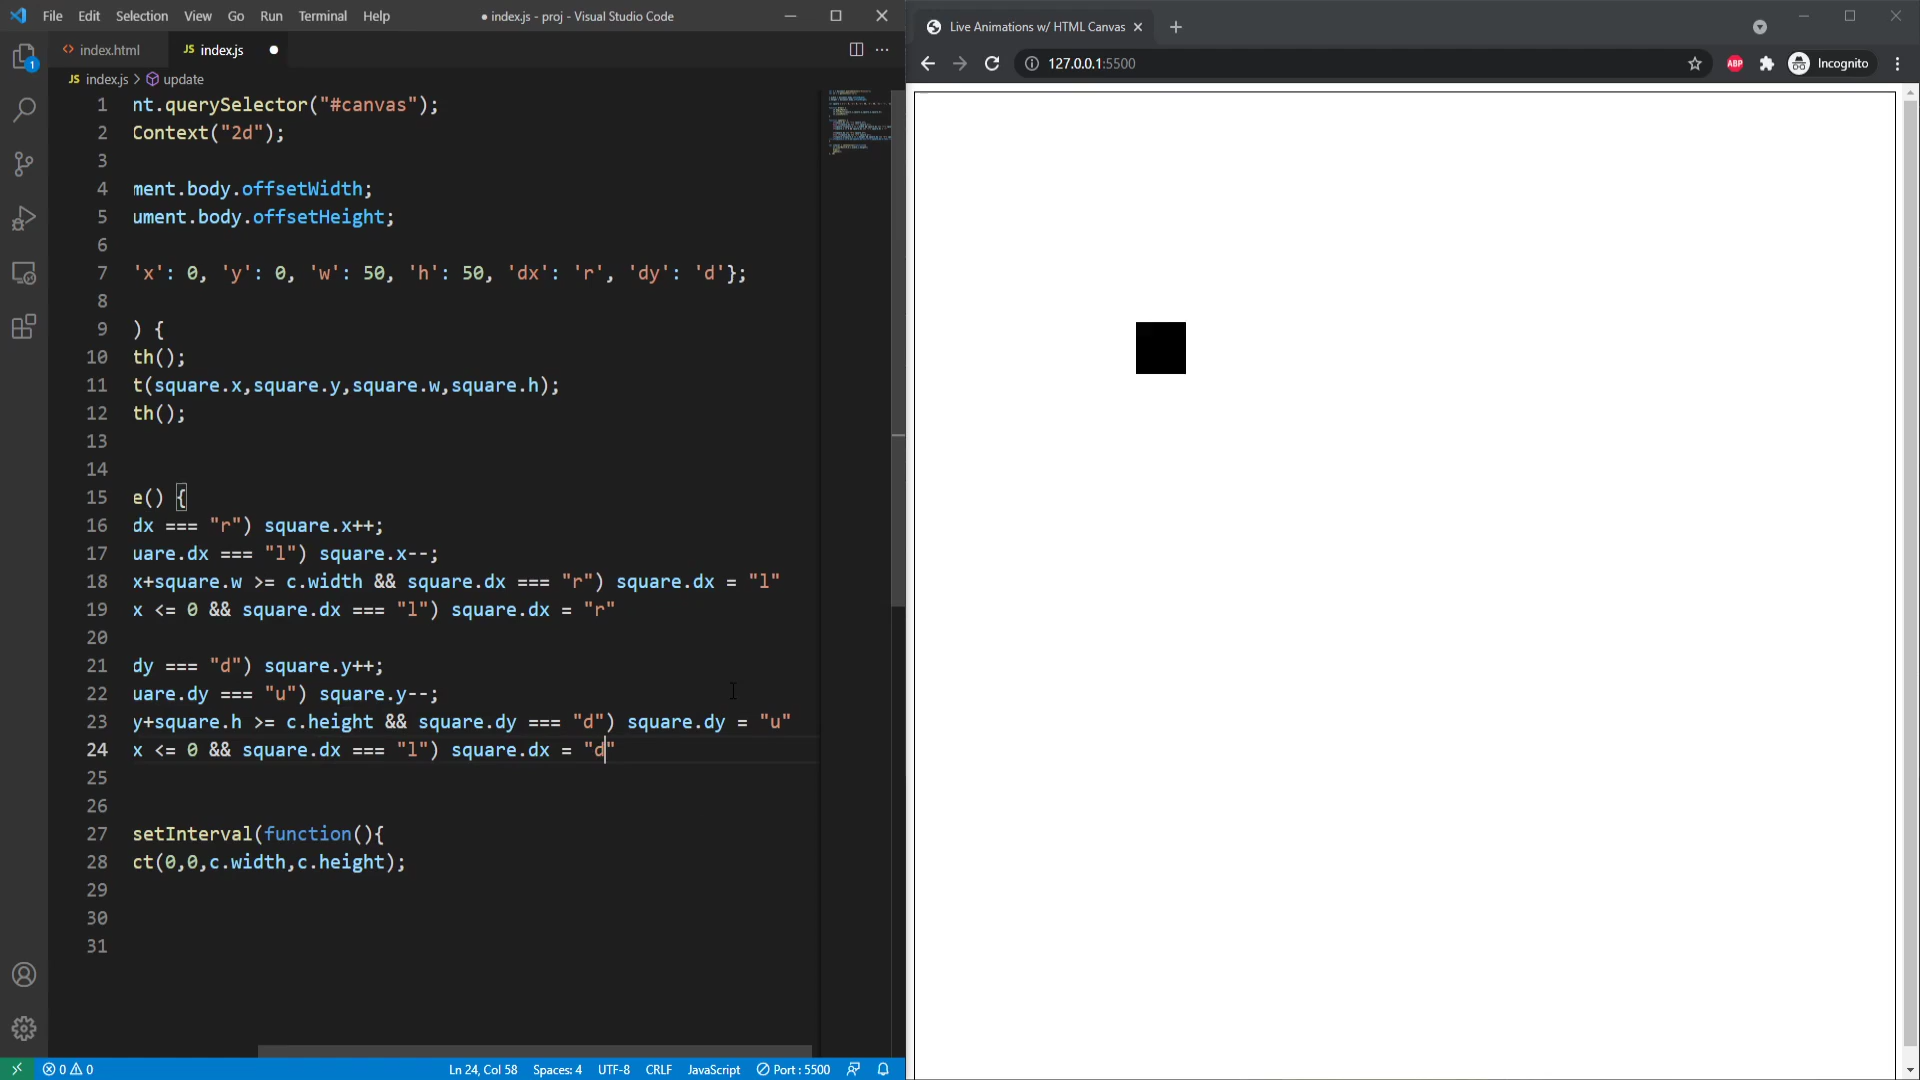 File Edit Selection View Go Run Terminal Help
● index.js - proj - Visual Studio Code
index.html
JS index.js ●
JS index.js > update
1 nt.querySelector("#canvas");
2 Context("2d");
3
4 ment.body.offsetWidth;
5 ument.body.offsetHeight;
6
7 'x': 0, 'y': 0, 'w': 50, 'h': 50, 'dx': 'r', 'dy': 'd'};
8
9 ) {
10 th();
11 t(square.x,square.y,square.w,square.h);
12 th();
13
14
15 e() {
16 dx === "r") square.x++;
17 uare.dx === "l") square.x--;
18 x+square.w >= c.width && square.dx === "r") square.dx = "l"
19 x <= 0 && square.dx === "l") square.dx = "r"
20
21 dy === "d") square.y++;
22 uare.dy === "u") square.y--;
23 y+square.h >= c.height && square.dy === "d") square.dy = "u"
24 x <= 0 && square.dx === "l") square.dx = "d"
25
26
27 setInterval(function(){
28 ct(0,0,c.width,c.height);
29
30
31
1
0 0 Ln 24, Col 58 Spaces: 4 UTF-8 CRLF JavaScript Port : 5500
Live Animations w/ HTML Canvas
127.0.0.1:5500
ABP
Incognito